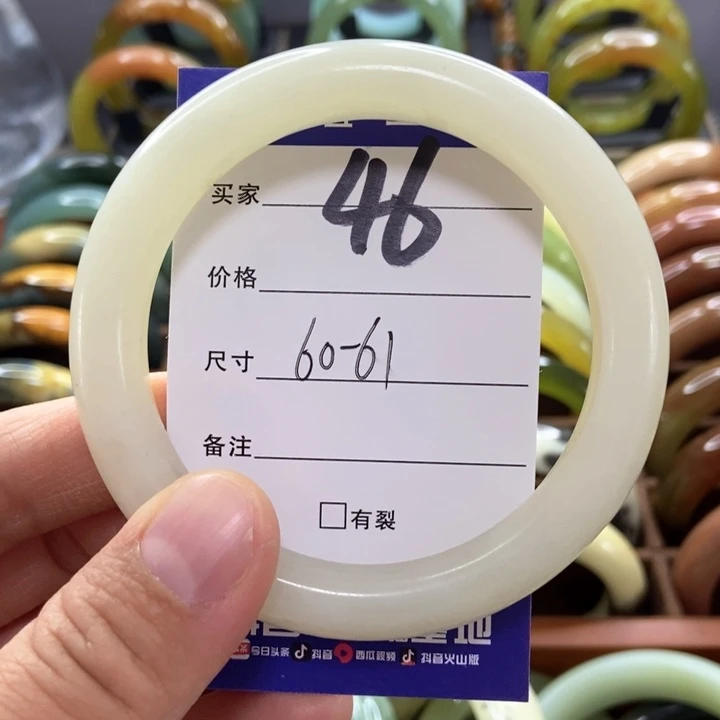 买家 46
价格
尺寸 60-61
备注
□有裂
今日头条 抖音 西瓜视频 抖音火山版